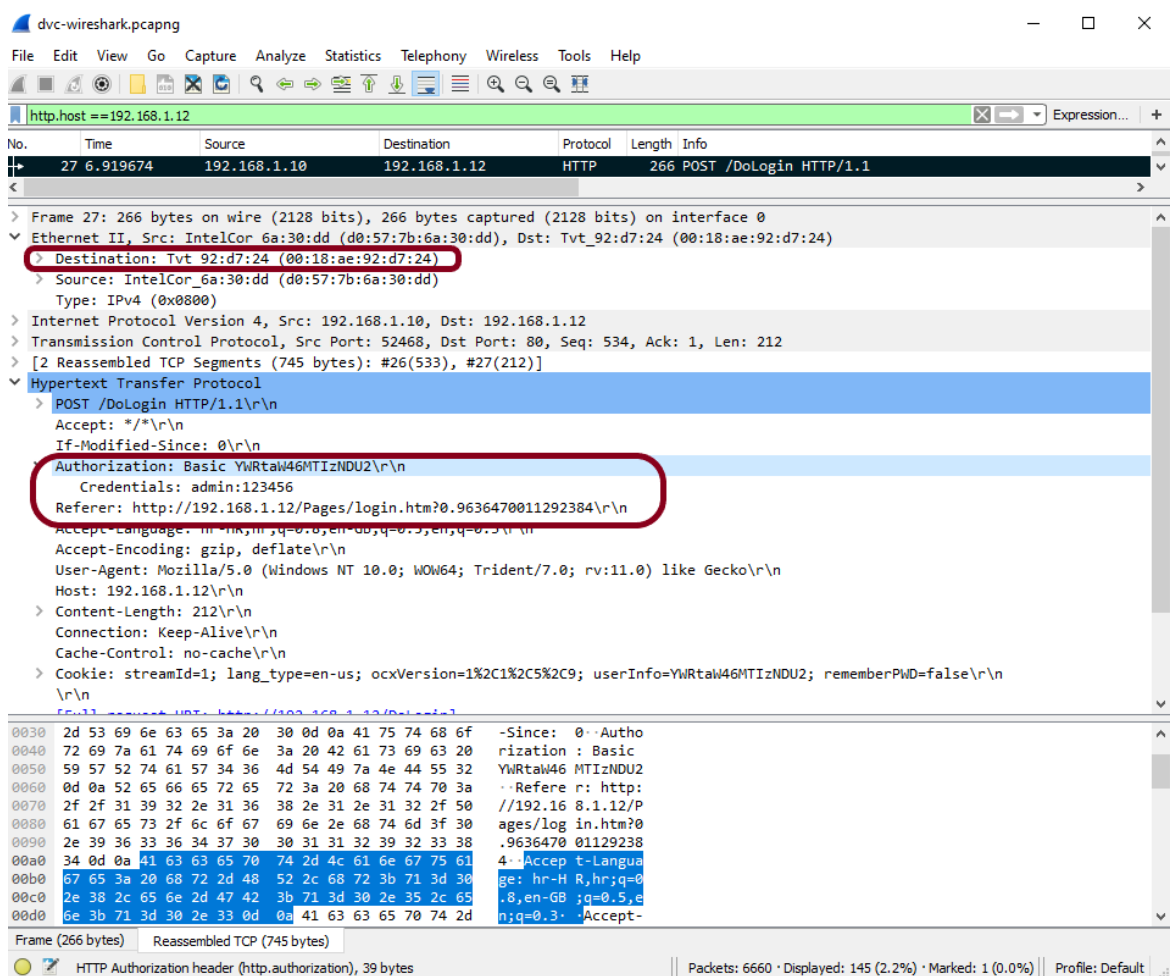 dvc-wireshark.pcapng
File Edit View Go Capture Analyze Statistics Telephony Wireless Tools Help
http.host ==192.168.1.12 Expression... +
No. Time Source Destination Protocol Length Info
27 6.919674 192.168.1.10 192.168.1.12 HTTP 266 POST /DoLogin HTTP/1.1
Frame 27: 266 bytes on wire (2128 bits), 266 bytes captured (2128 bits) on interface 0
Ethernet II, Src: IntelCor_6a:30:dd (d0:57:7b:6a:30:dd), Dst: Tvt_92:d7:24 (00:18:ae:92:d7:24)
Destination: Tvt_92:d7:24 (00:18:ae:92:d7:24)
Source: IntelCor_6a:30:dd (d0:57:7b:6a:30:dd)
Type: IPv4 (0x0800)
Internet Protocol Version 4, Src: 192.168.1.10, Dst: 192.168.1.12
Transmission Control Protocol, Src Port: 52468, Dst Port: 80, Seq: 534, Ack: 1, Len: 212
[2 Reassembled TCP Segments (745 bytes): #26(533), #27(212)]
Hypertext Transfer Protocol
POST /DoLogin HTTP/1.1\r\n
Accept: */*\r\n
If-Modified-Since: 0\r\n
Authorization: Basic YWRtaW46MTIzNDU2\r\n
Credentials: admin:123456
Referer: http://192.168.1.12/Pages/login.htm?0.9636470011292384\r\n
Accept-Language: hr-HR,hr;q=0.8,en-GB;q=0.5,en;q=0.3\r\n
Accept-Encoding: gzip, deflate\r\n
User-Agent: Mozilla/5.0 (Windows NT 10.0; WOW64; Trident/7.0; rv:11.0) like Gecko\r\n
Host: 192.168.1.12\r\n
Content-Length: 212\r\n
Connection: Keep-Alive\r\n
Cache-Control: no-cache\r\n
Cookie: streamId=1; lang_type=en-us; ocxVersion=1%2C1%2C5%2C9; userInfo=YWRtaW46MTIzNDU2; rememberPWD=false\r\n
\r\n
[Full request URI: http://192.168.1.12/DoLogin]
0030 2d 53 69 6e 63 65 3a 20 30 0d 0a 41 75 74 68 6f -Since: 0··Autho
0040 72 69 7a 61 74 69 6f 6e 3a 20 42 61 73 69 63 20 rization : Basic
0050 59 57 52 74 61 57 34 36 4d 54 49 7a 4e 44 55 32 YWRtaW46 MTIzNDU2
0060 0d 0a 52 65 66 65 72 65 72 3a 20 68 74 74 70 3a ··Refere r: http:
0070 2f 2f 31 39 32 2e 31 36 38 2e 31 2e 31 32 2f 50 //192.16 8.1.12/P
0080 61 67 65 73 2f 6c 6f 67 69 6e 2e 68 74 6d 3f 30 ages/log in.htm?0
0090 2e 39 36 33 36 34 37 30 30 31 31 32 39 32 33 38 .9636470 01129238
00a0 34 0d 0a 41 63 63 65 70 74 2d 4c 61 6e 67 75 61 4··Accep t-Langua
00b0 67 65 3a 20 68 72 2d 48 52 2c 68 72 3b 71 3d 30 ge: hr-H R,hr;q=0
00c0 2e 38 2c 65 6e 2d 47 42 3b 71 3d 30 2e 35 2c 65 .8,en-GB ;q=0.5,e
00d0 6e 3b 71 3d 30 2e 33 0d 0a 41 63 63 65 70 74 2d n;q=0.3· ·Accept-
Frame (266 bytes) Reassembled TCP (745 bytes)
HTTP Authorization header (http.authorization), 39 bytes Packets: 6660 · Displayed: 145 (2.2%) · Marked: 1 (0.0%) Profile: Default